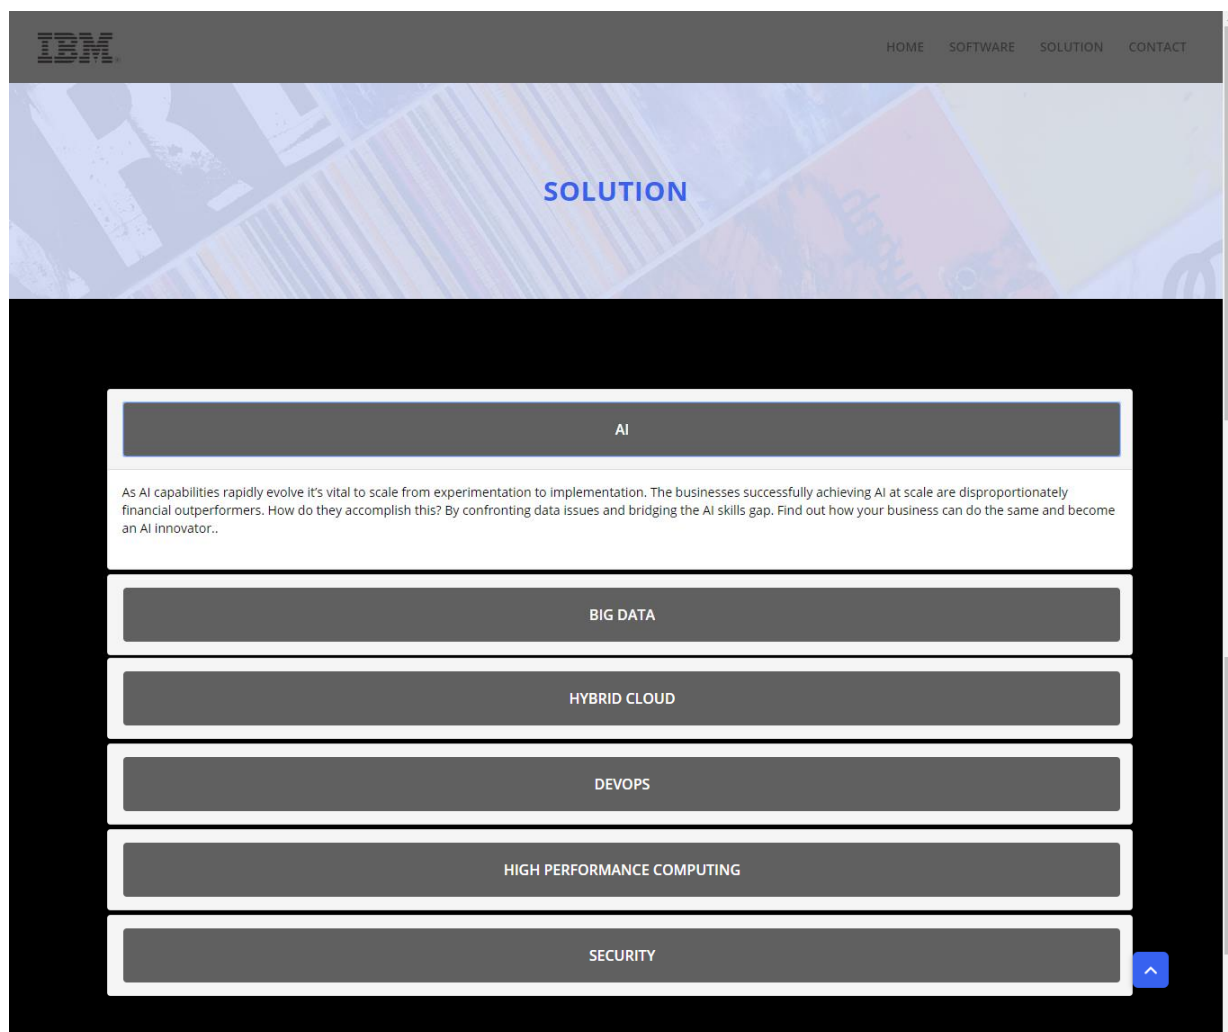 IBM
HOME SOFTWARE SOLUTION CONTACT
SOLUTION
AI
As AI capabilities rapidly evolve it’s vital to scale from experimentation to implementation. The businesses successfully achieving AI at scale are disproportionately
financial outperformers. How do they accomplish this? By confronting data issues and bridging the AI skills gap. Find out how your business can do the same and become
an AI innovator..
BIG DATA
HYBRID CLOUD
DEVOPS
HIGH PERFORMANCE COMPUTING
SECURITY